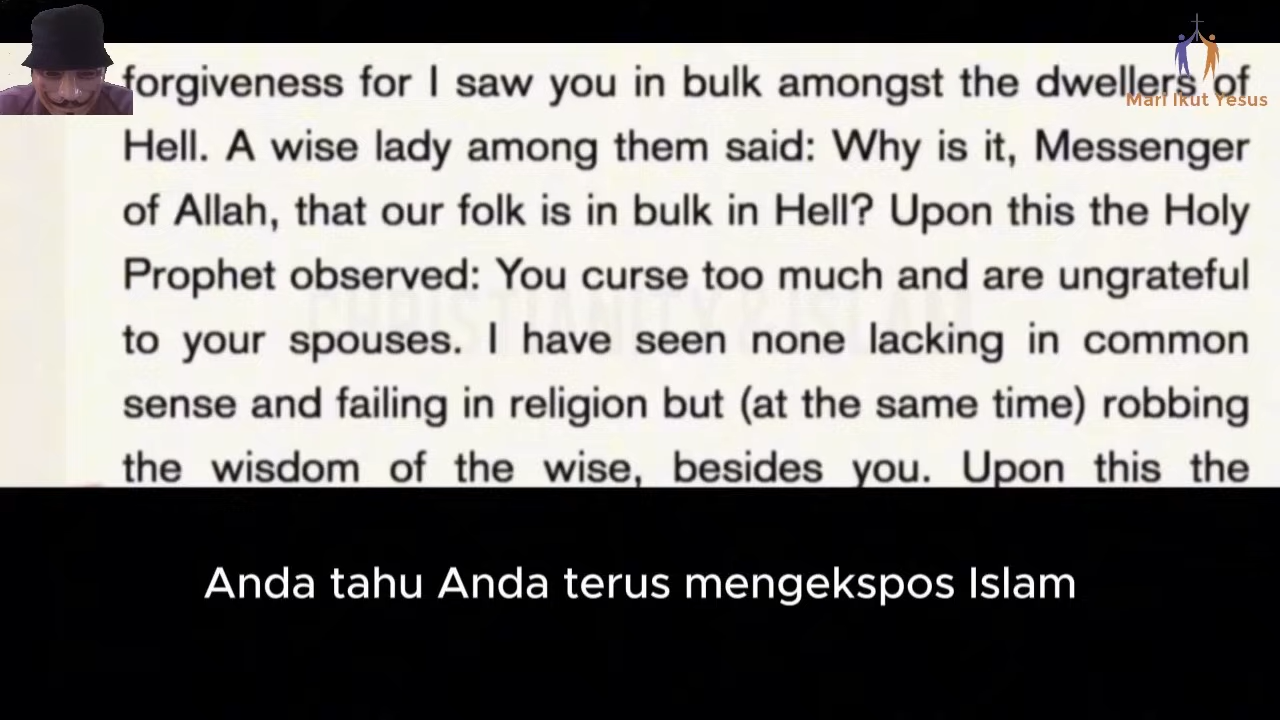 forgiveness for I saw you in bulk amongst the dwellers of
Mari Ikut Yesus
Hell. A wise lady among them said: Why is it, Messenger
of Allah, that our folk is in bulk in Hell? Upon this the Holy
Prophet observed: You curse too much and are ungrateful
CHRISTIANITY & ISLAM
to your spouses. I have seen none lacking in common
sense and failing in religion but (at the same time) robbing
the wisdom of the wise, besides you. Upon this the
Anda tahu Anda terus mengekspos Islam